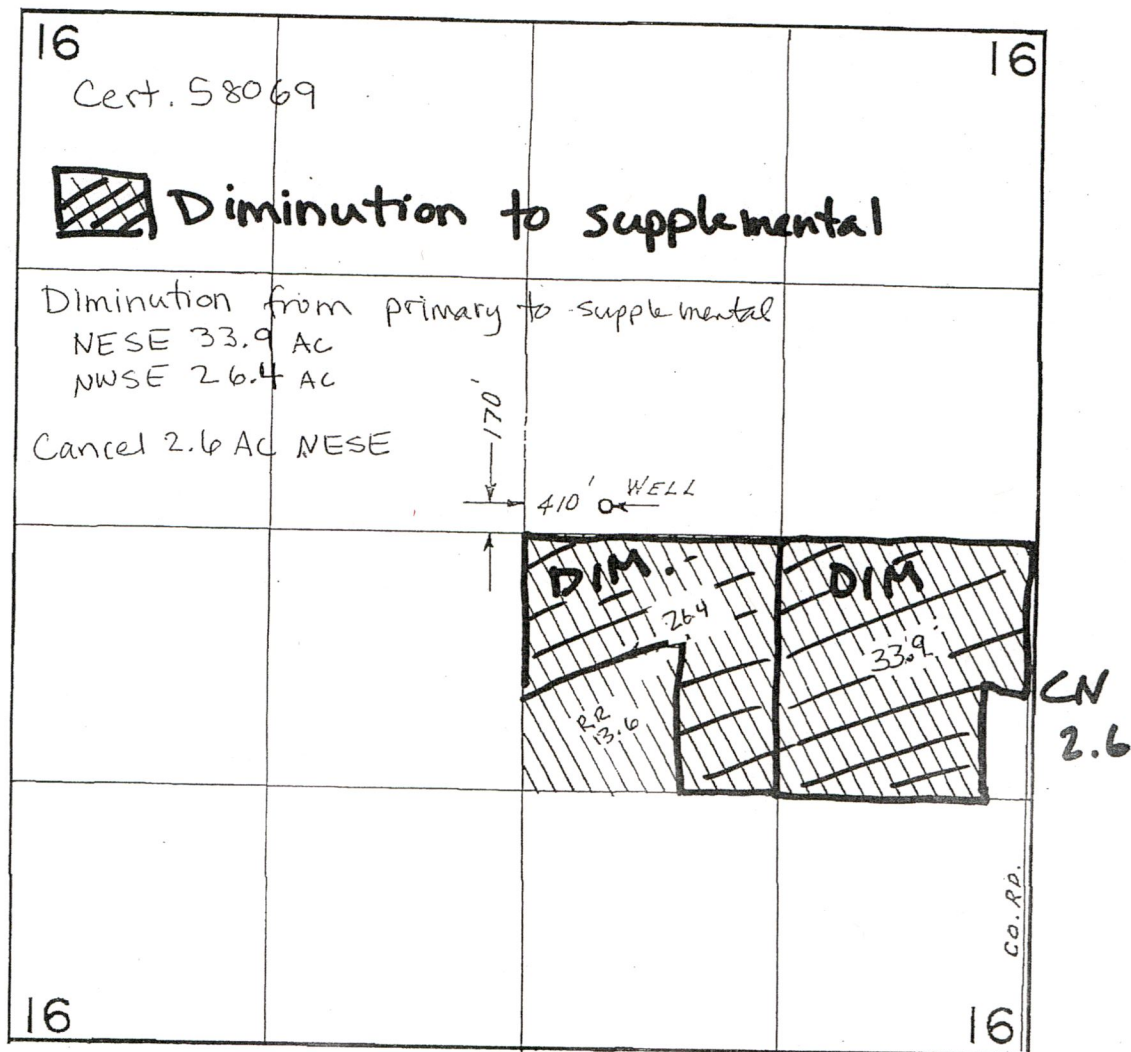 16 16
Cert. 58069
Diminution to supplemental
Diminution from primary to supplemental
NESE 33.9 AC
NWSE 26.4 AC
Cancel 2.6 AC NESE
170'
410' WELL
DIM. DIM
26.4 33.9
RR
13.6
CN
2.6
CO. RD.
16 16